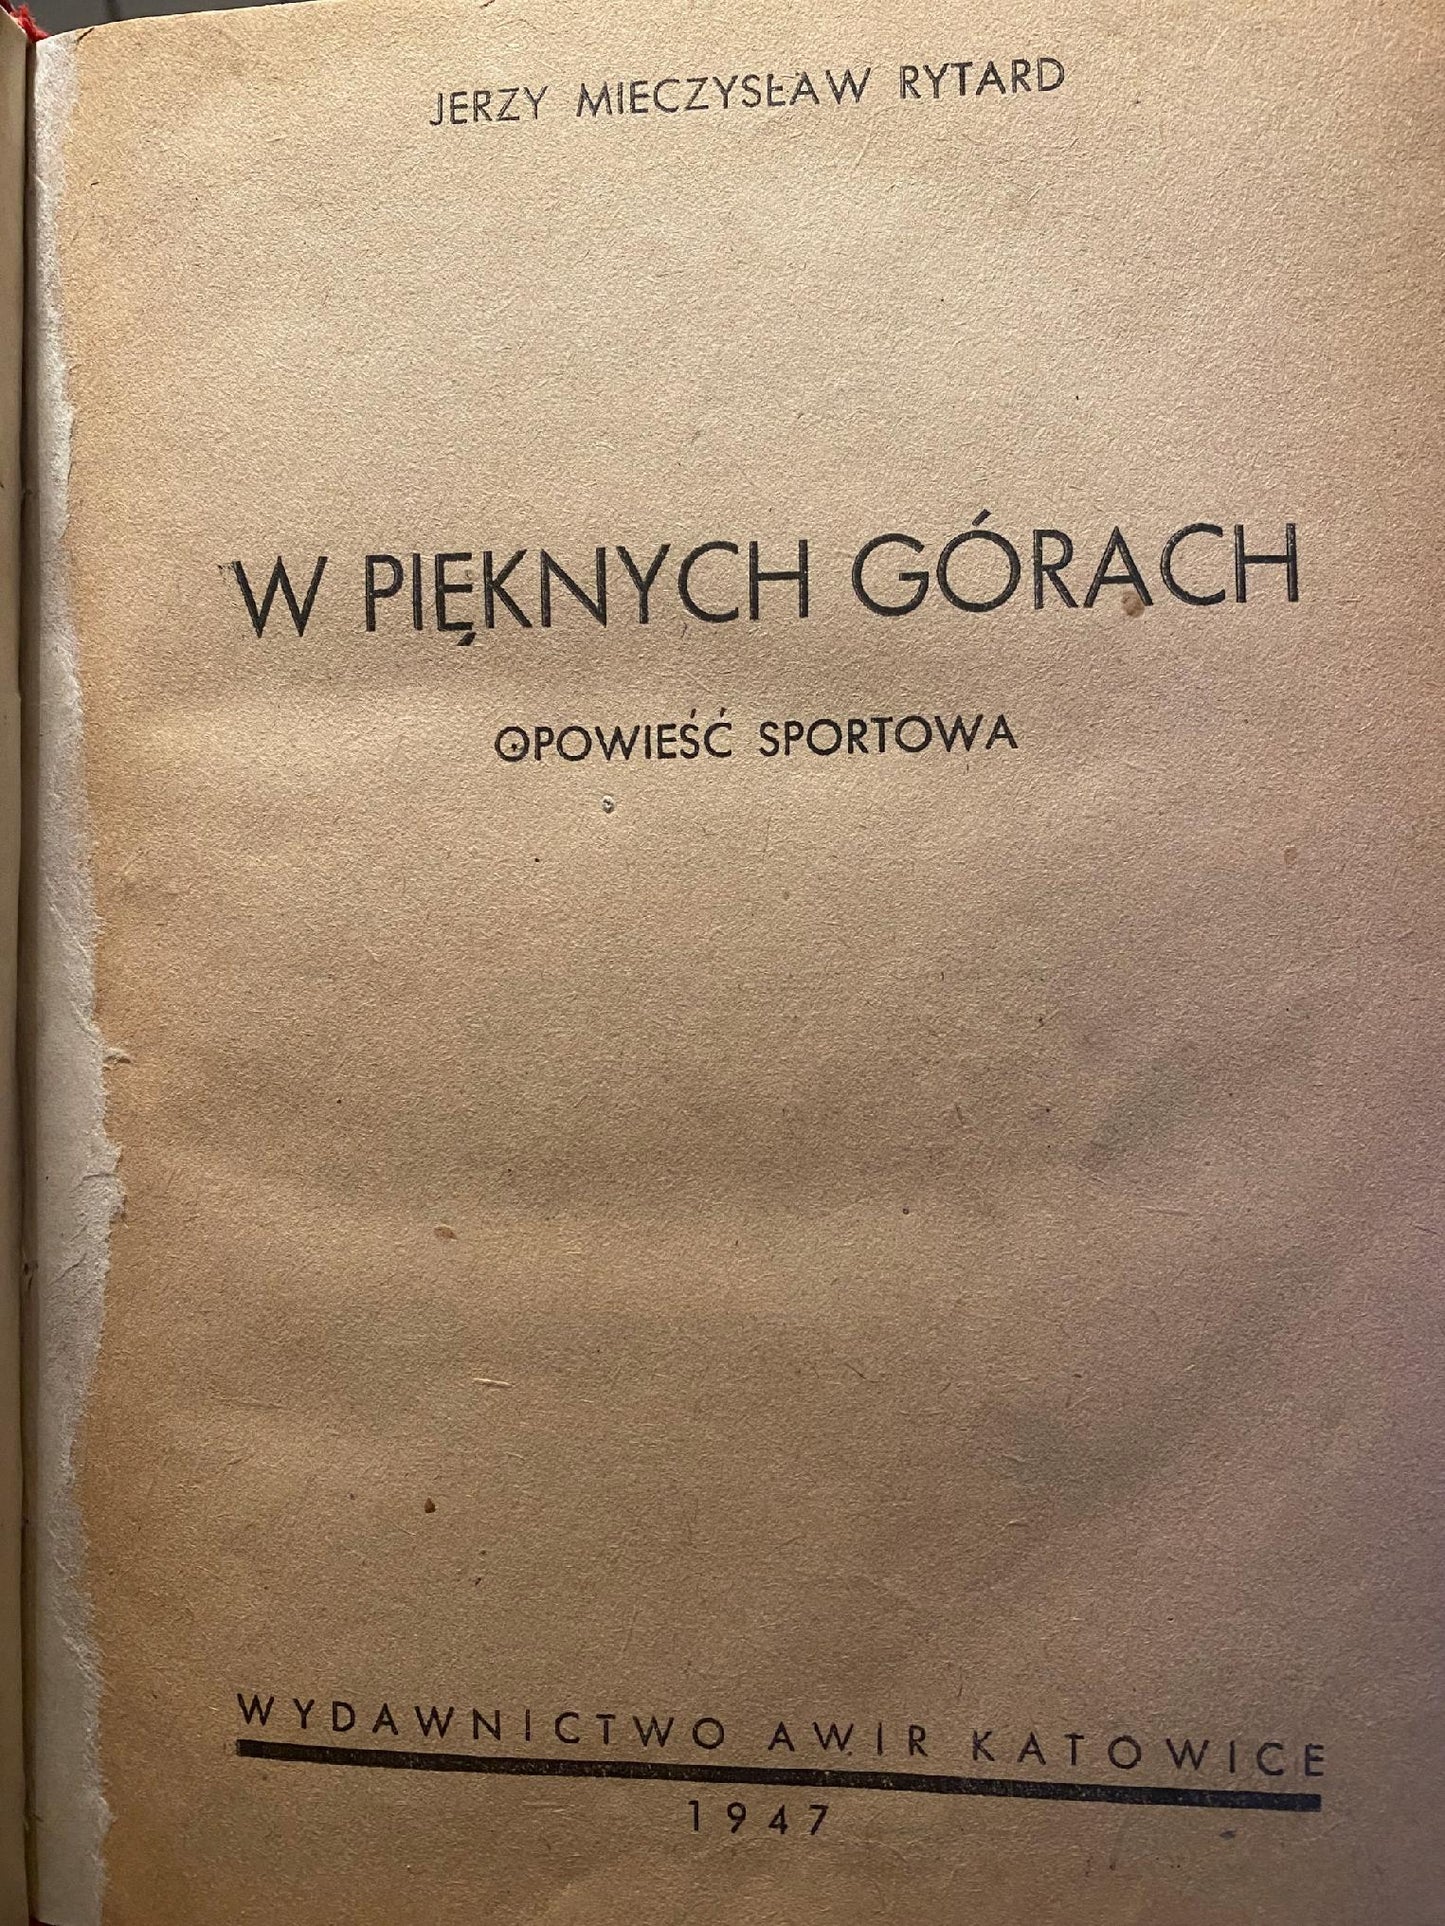 JERZY MIECZYSŁAW RYTARD
W PIĘKNYCH GÓRACH
OPOWIEŚĆ SPORTOWA
WYDAWNICTWO AWIR KATOWICE
1947